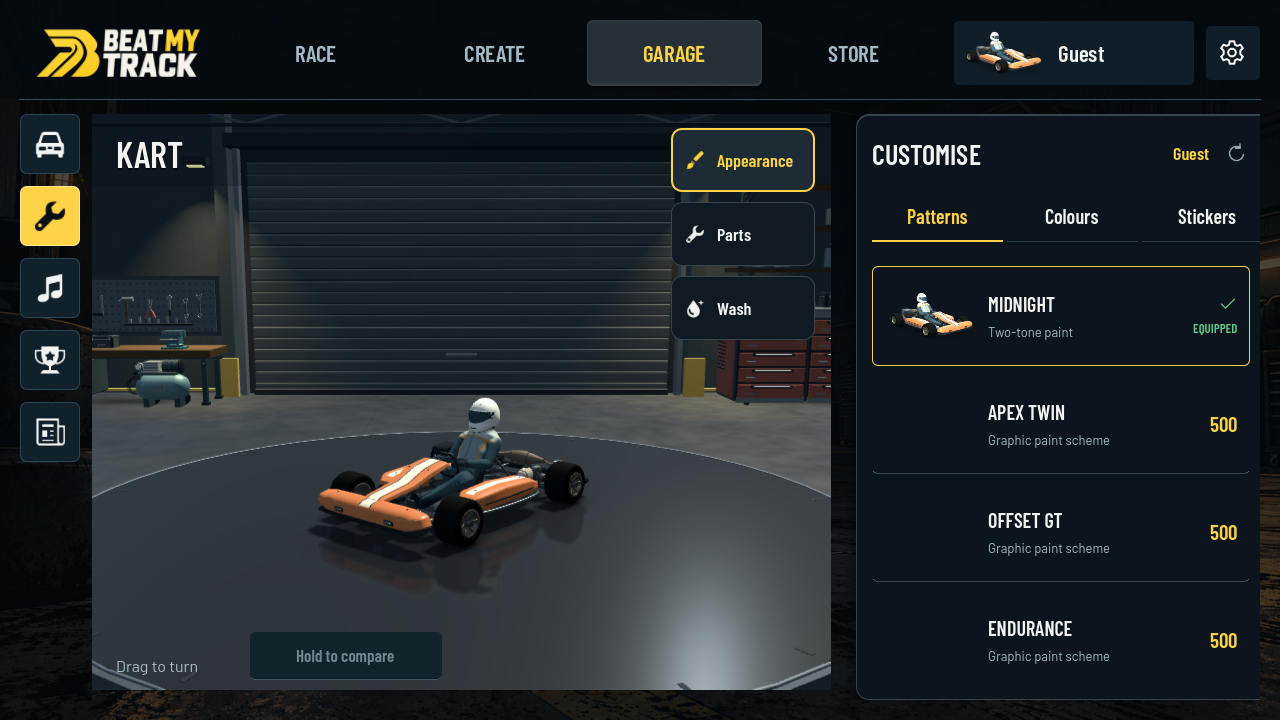 BEAT MY
TRACK
RACE
CREATE
GARAGE
STORE
Guest
KART
Appearance
Parts
Wash
Drag to turn
Hold to compare
CUSTOMISE
Guest
Patterns
Colours
Stickers
MIDNIGHT
Two-tone paint
EQUIPPED
APEX TWIN
Graphic paint scheme
500
OFFSET GT
Graphic paint scheme
500
ENDURANCE
Graphic paint scheme
500